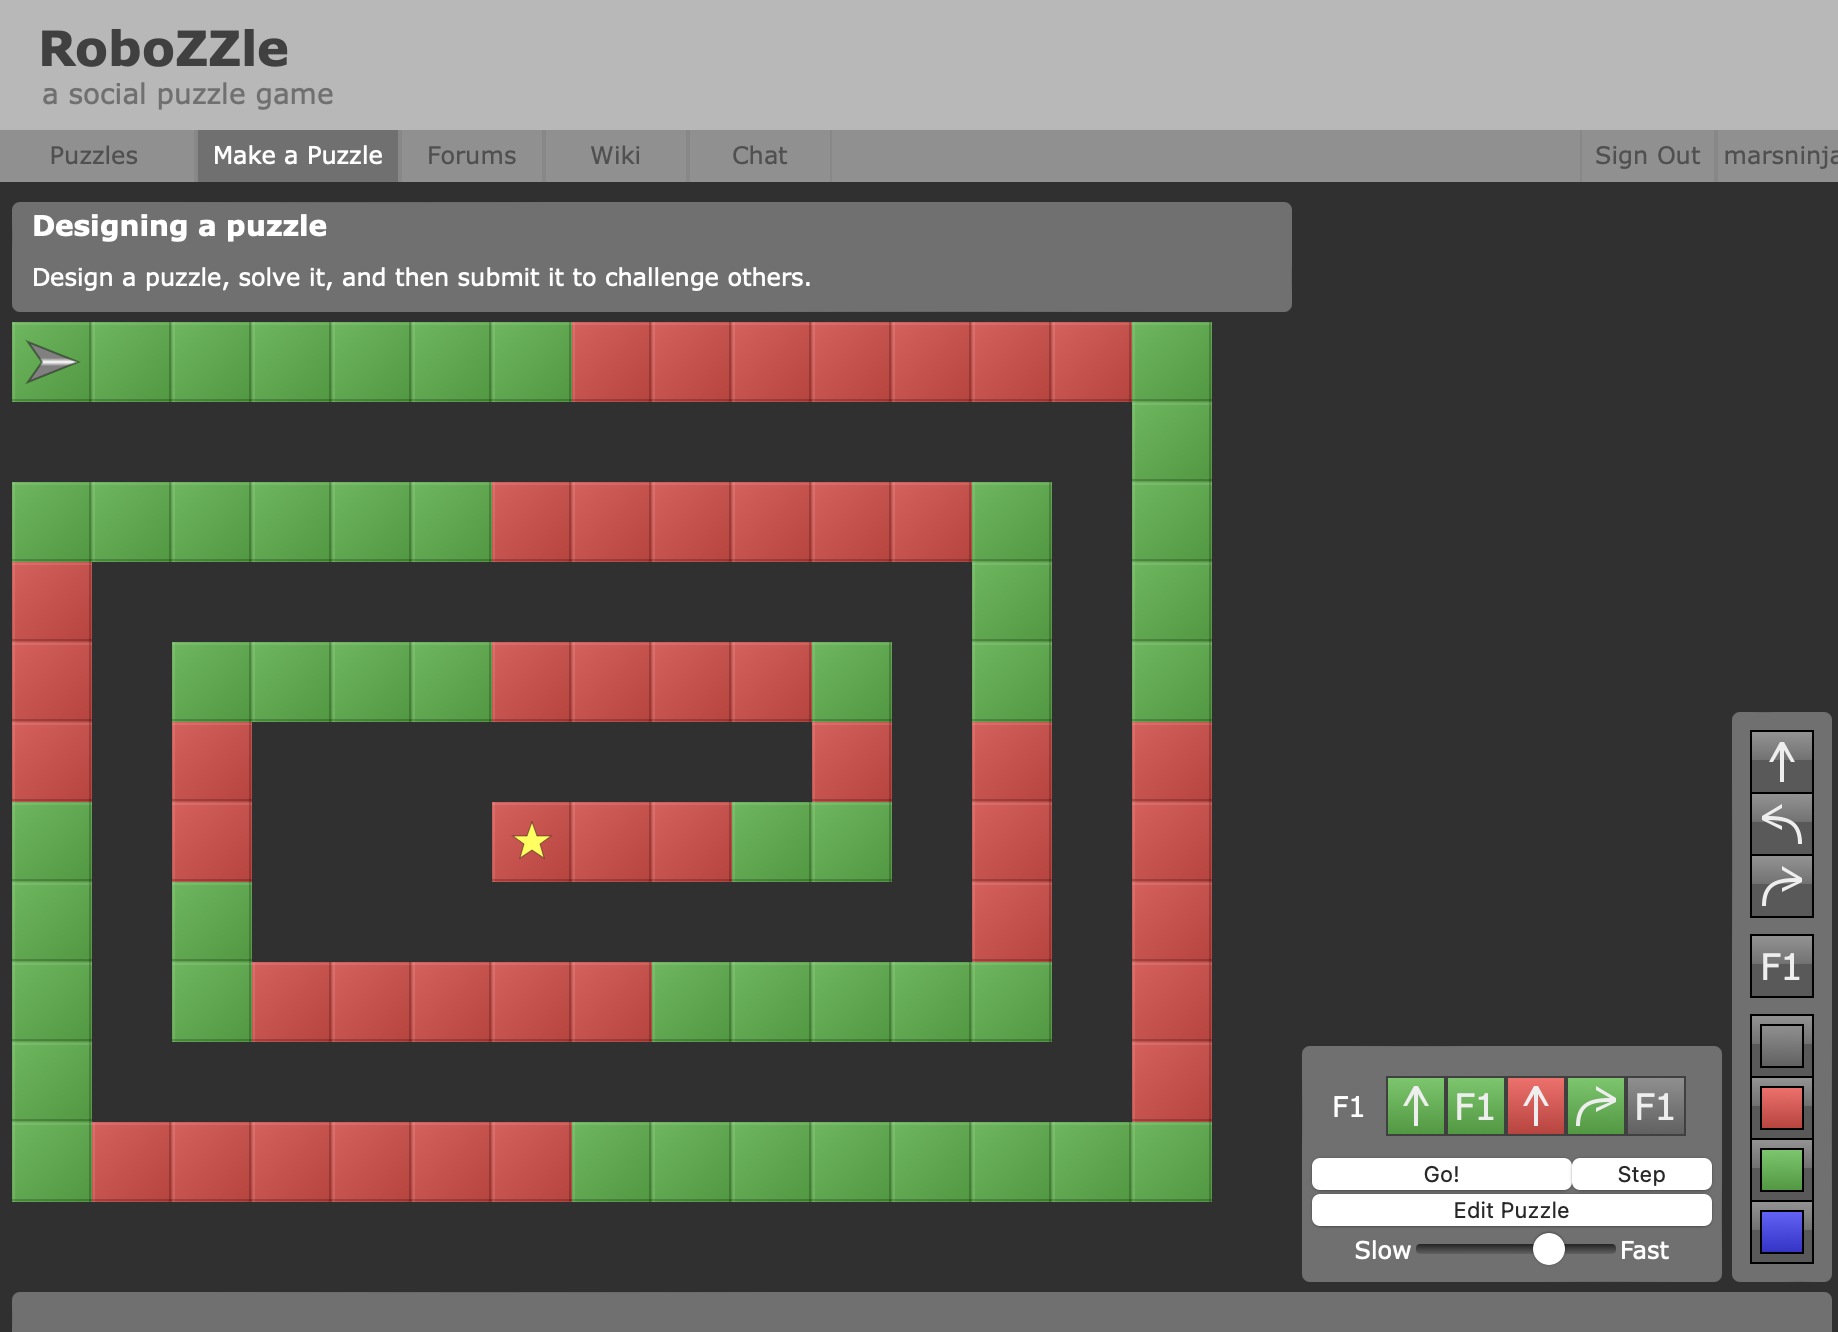 RoboZZle
a social puzzle game
Puzzles Make a Puzzle Forums Wiki Chat Sign Out marsninja
Designing a puzzle
Design a puzzle, solve it, and then submit it to challenge others.
F1
F1 F1 F1
Go! Step
Edit Puzzle
Slow Fast